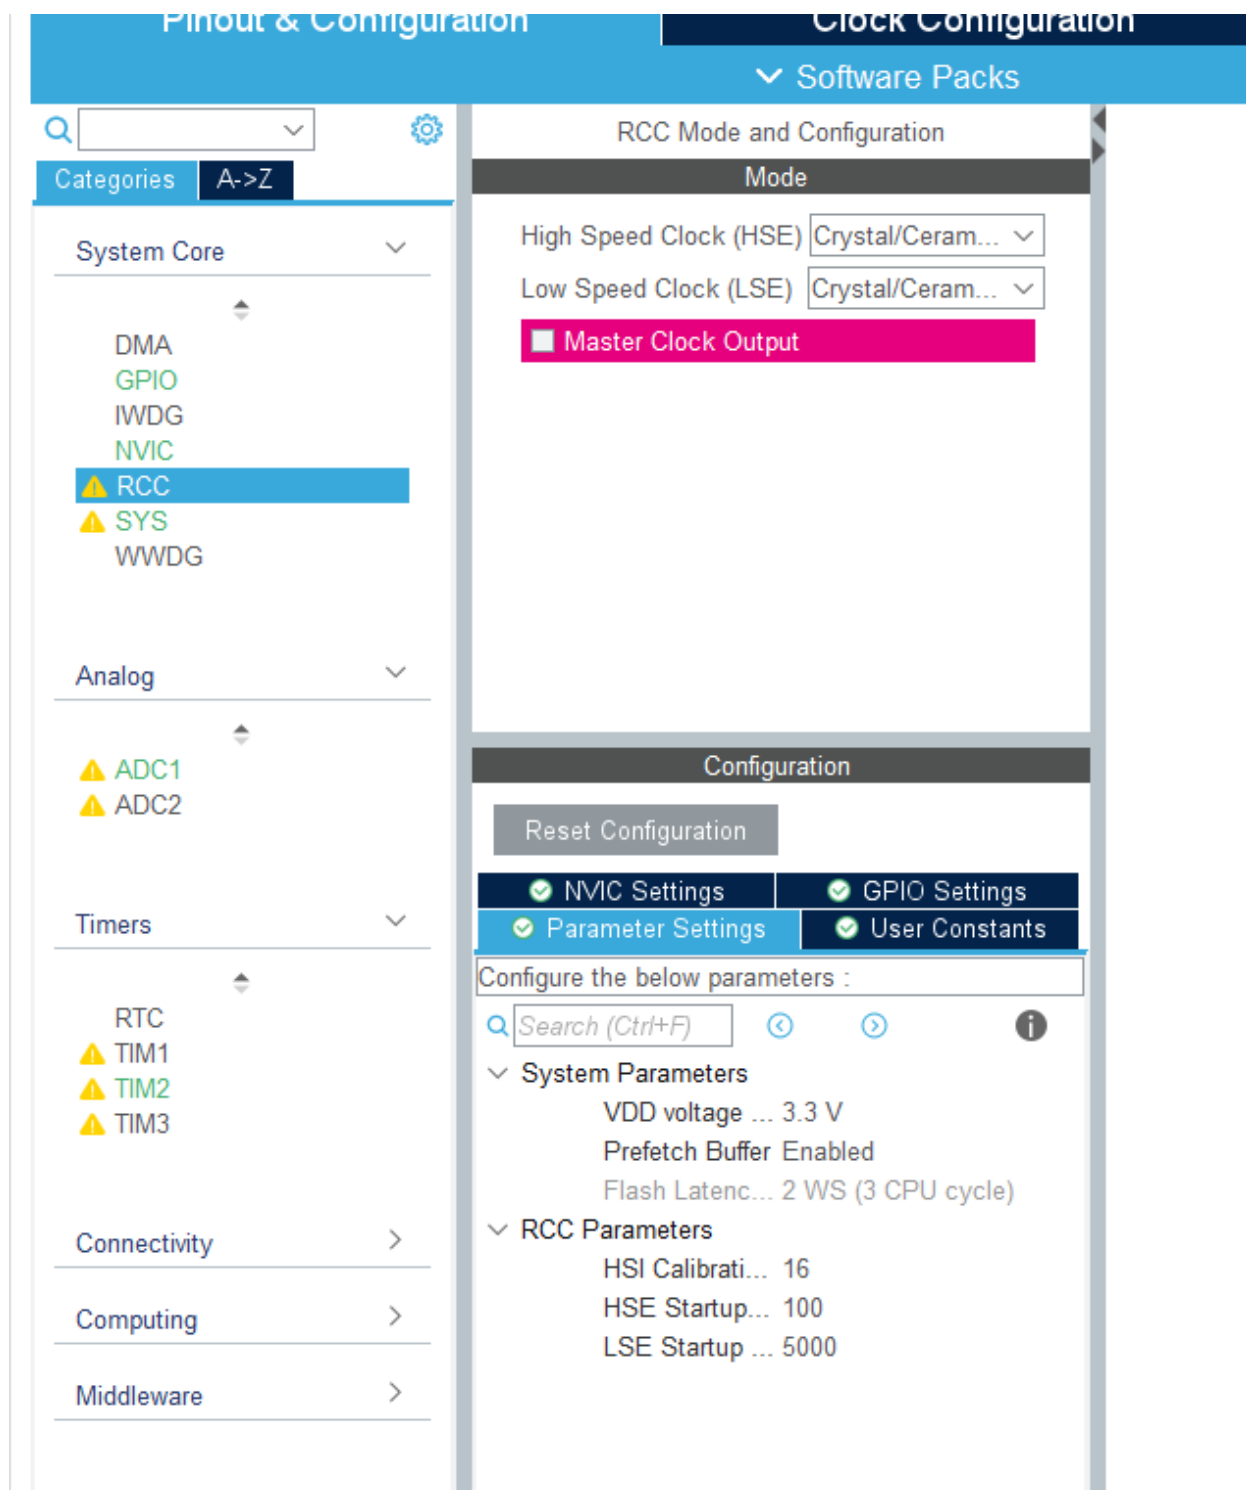 Pinout & Configuration
Clock Configuration
Software Packs
Categories
A->Z
System Core
DMA
GPIO
IWDG
NVIC
RCC
SYS
WWDG
Analog
ADC1
ADC2
Timers
RTC
TIM1
TIM2
TIM3
Connectivity
Computing
Middleware
RCC Mode and Configuration
Mode
High Speed Clock (HSE) Crystal/Ceram...
Low Speed Clock (LSE) Crystal/Ceram...
Master Clock Output
Configuration
Reset Configuration
NVIC Settings
GPIO Settings
Parameter Settings
User Constants
Configure the below parameters :
Search (Ctrl+F)
System Parameters
VDD voltage ... 3.3 V
Prefetch Buffer Enabled
Flash Latenc... 2 WS (3 CPU cycle)
RCC Parameters
HSI Calibrati... 16
HSE Startup... 100
LSE Startup ... 5000